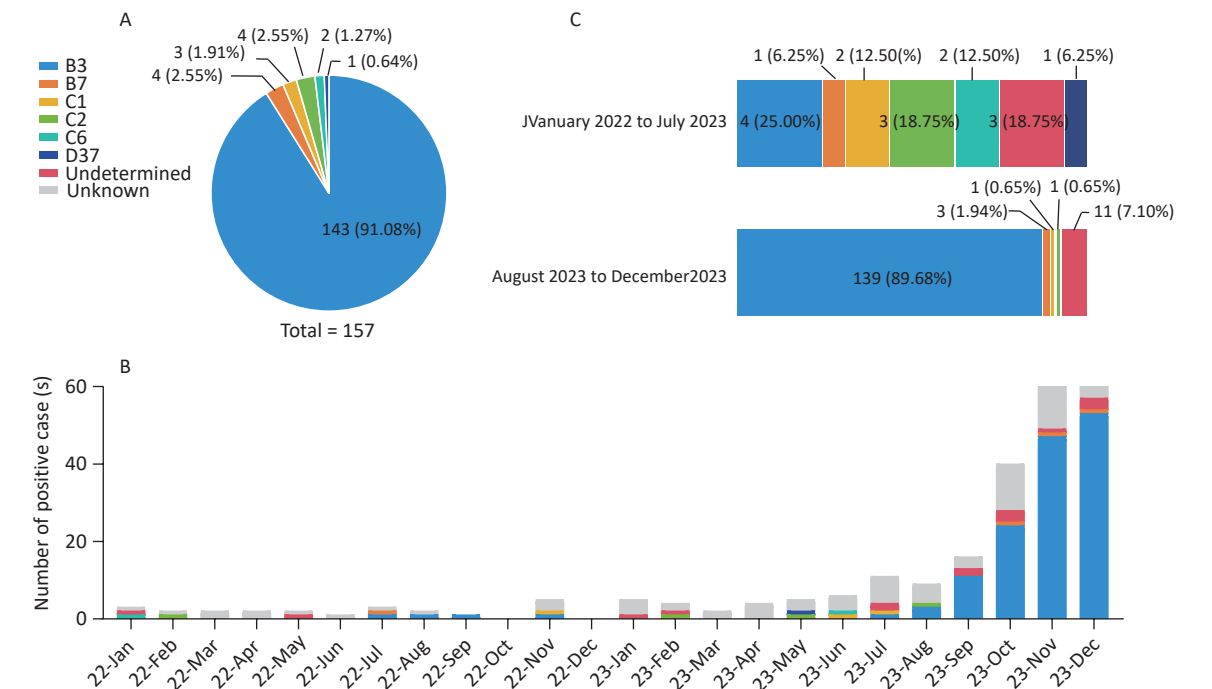 A
4 (2.55%)
2 (1.27%)
3 (1.91%)
1 (0.64%)
4 (2.55%)
B3
B7
C1
C2
C6
D37
Undetermined
Unknown
143 (91.08%)
Total = 157
C
1 (6.25%)
2 (12.50(%)
2 (12.50%)
1 (6.25%)
JVanuary 2022 to July 2023
4 (25.00%)
3 (18.75%)
3 (18.75%)
1 (0.65%)
1 (0.65%)
3 (1.94%)
11 (7.10%)
August 2023 to December2023
139 (89.68%)
B
Number of positive case (s)
60
40
20
0
22-Jan
22-Feb
22-Mar
22-Apr
22-May
22-Jun
22-Jul
22-Aug
22-Sep
22-Oct
22-Nov
22-Dec
23-Jan
23-Feb
23-Mar
23-Apr
23-May
23-Jun
23-Jul
23-Aug
23-Sep
23-Oct
23-Nov
23-Dec